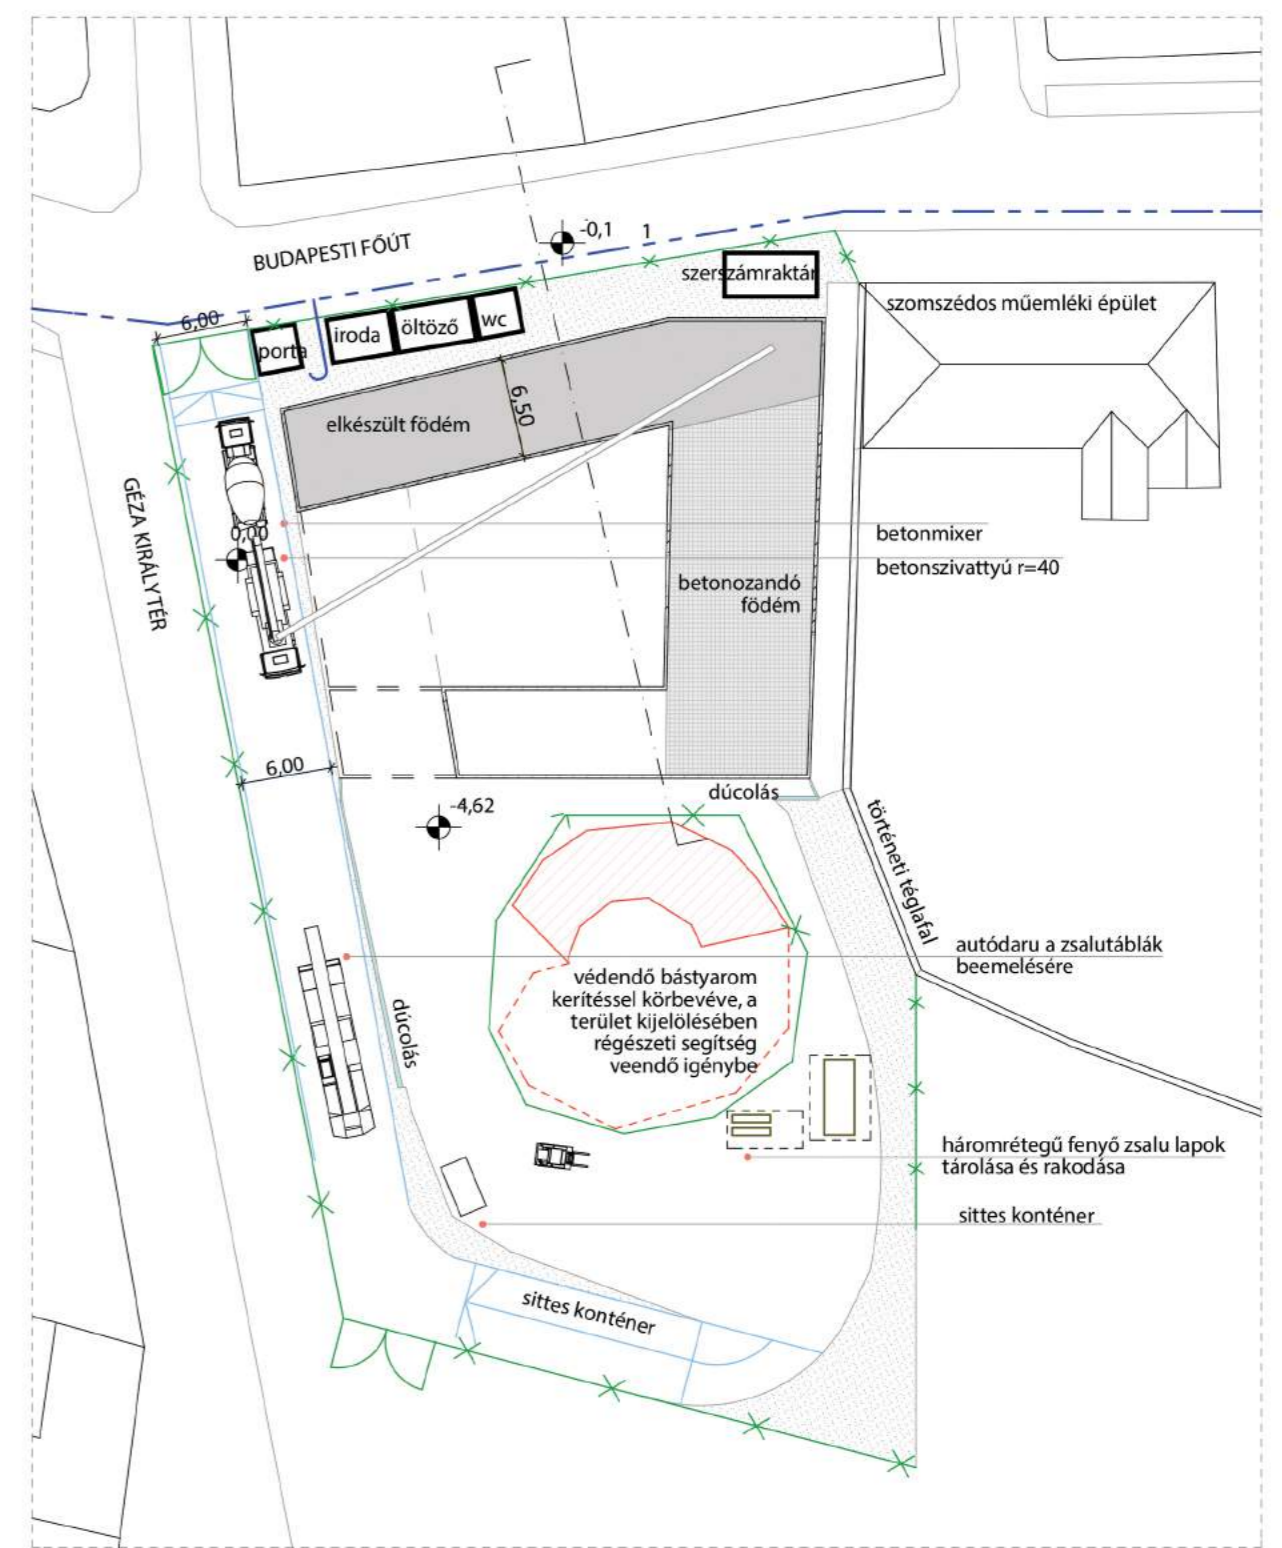 BUDAPESTI FŐÚT
-0,1
1
szerszámraktár
szomszédos műemléki épület
6,00
porta
iroda
öltöző
wc
6,50
elkészült födém
GÉZA KIRÁLY TÉR
betonmixer
betonszivattyú r=40
betonozandó
födém
6,00
dúcolás
-4,62
történeti téglafal
autódaru a zsalutáblák
beemelésére
védendő bástyarom
kerítéssel körbevéve, a
terület kijelölésében
régészeti segítség
veendő igénybe
dúcolás
háromrétegű fenyő zsalu lapok
tárolása és rakodása
sittes konténer
sittes konténer